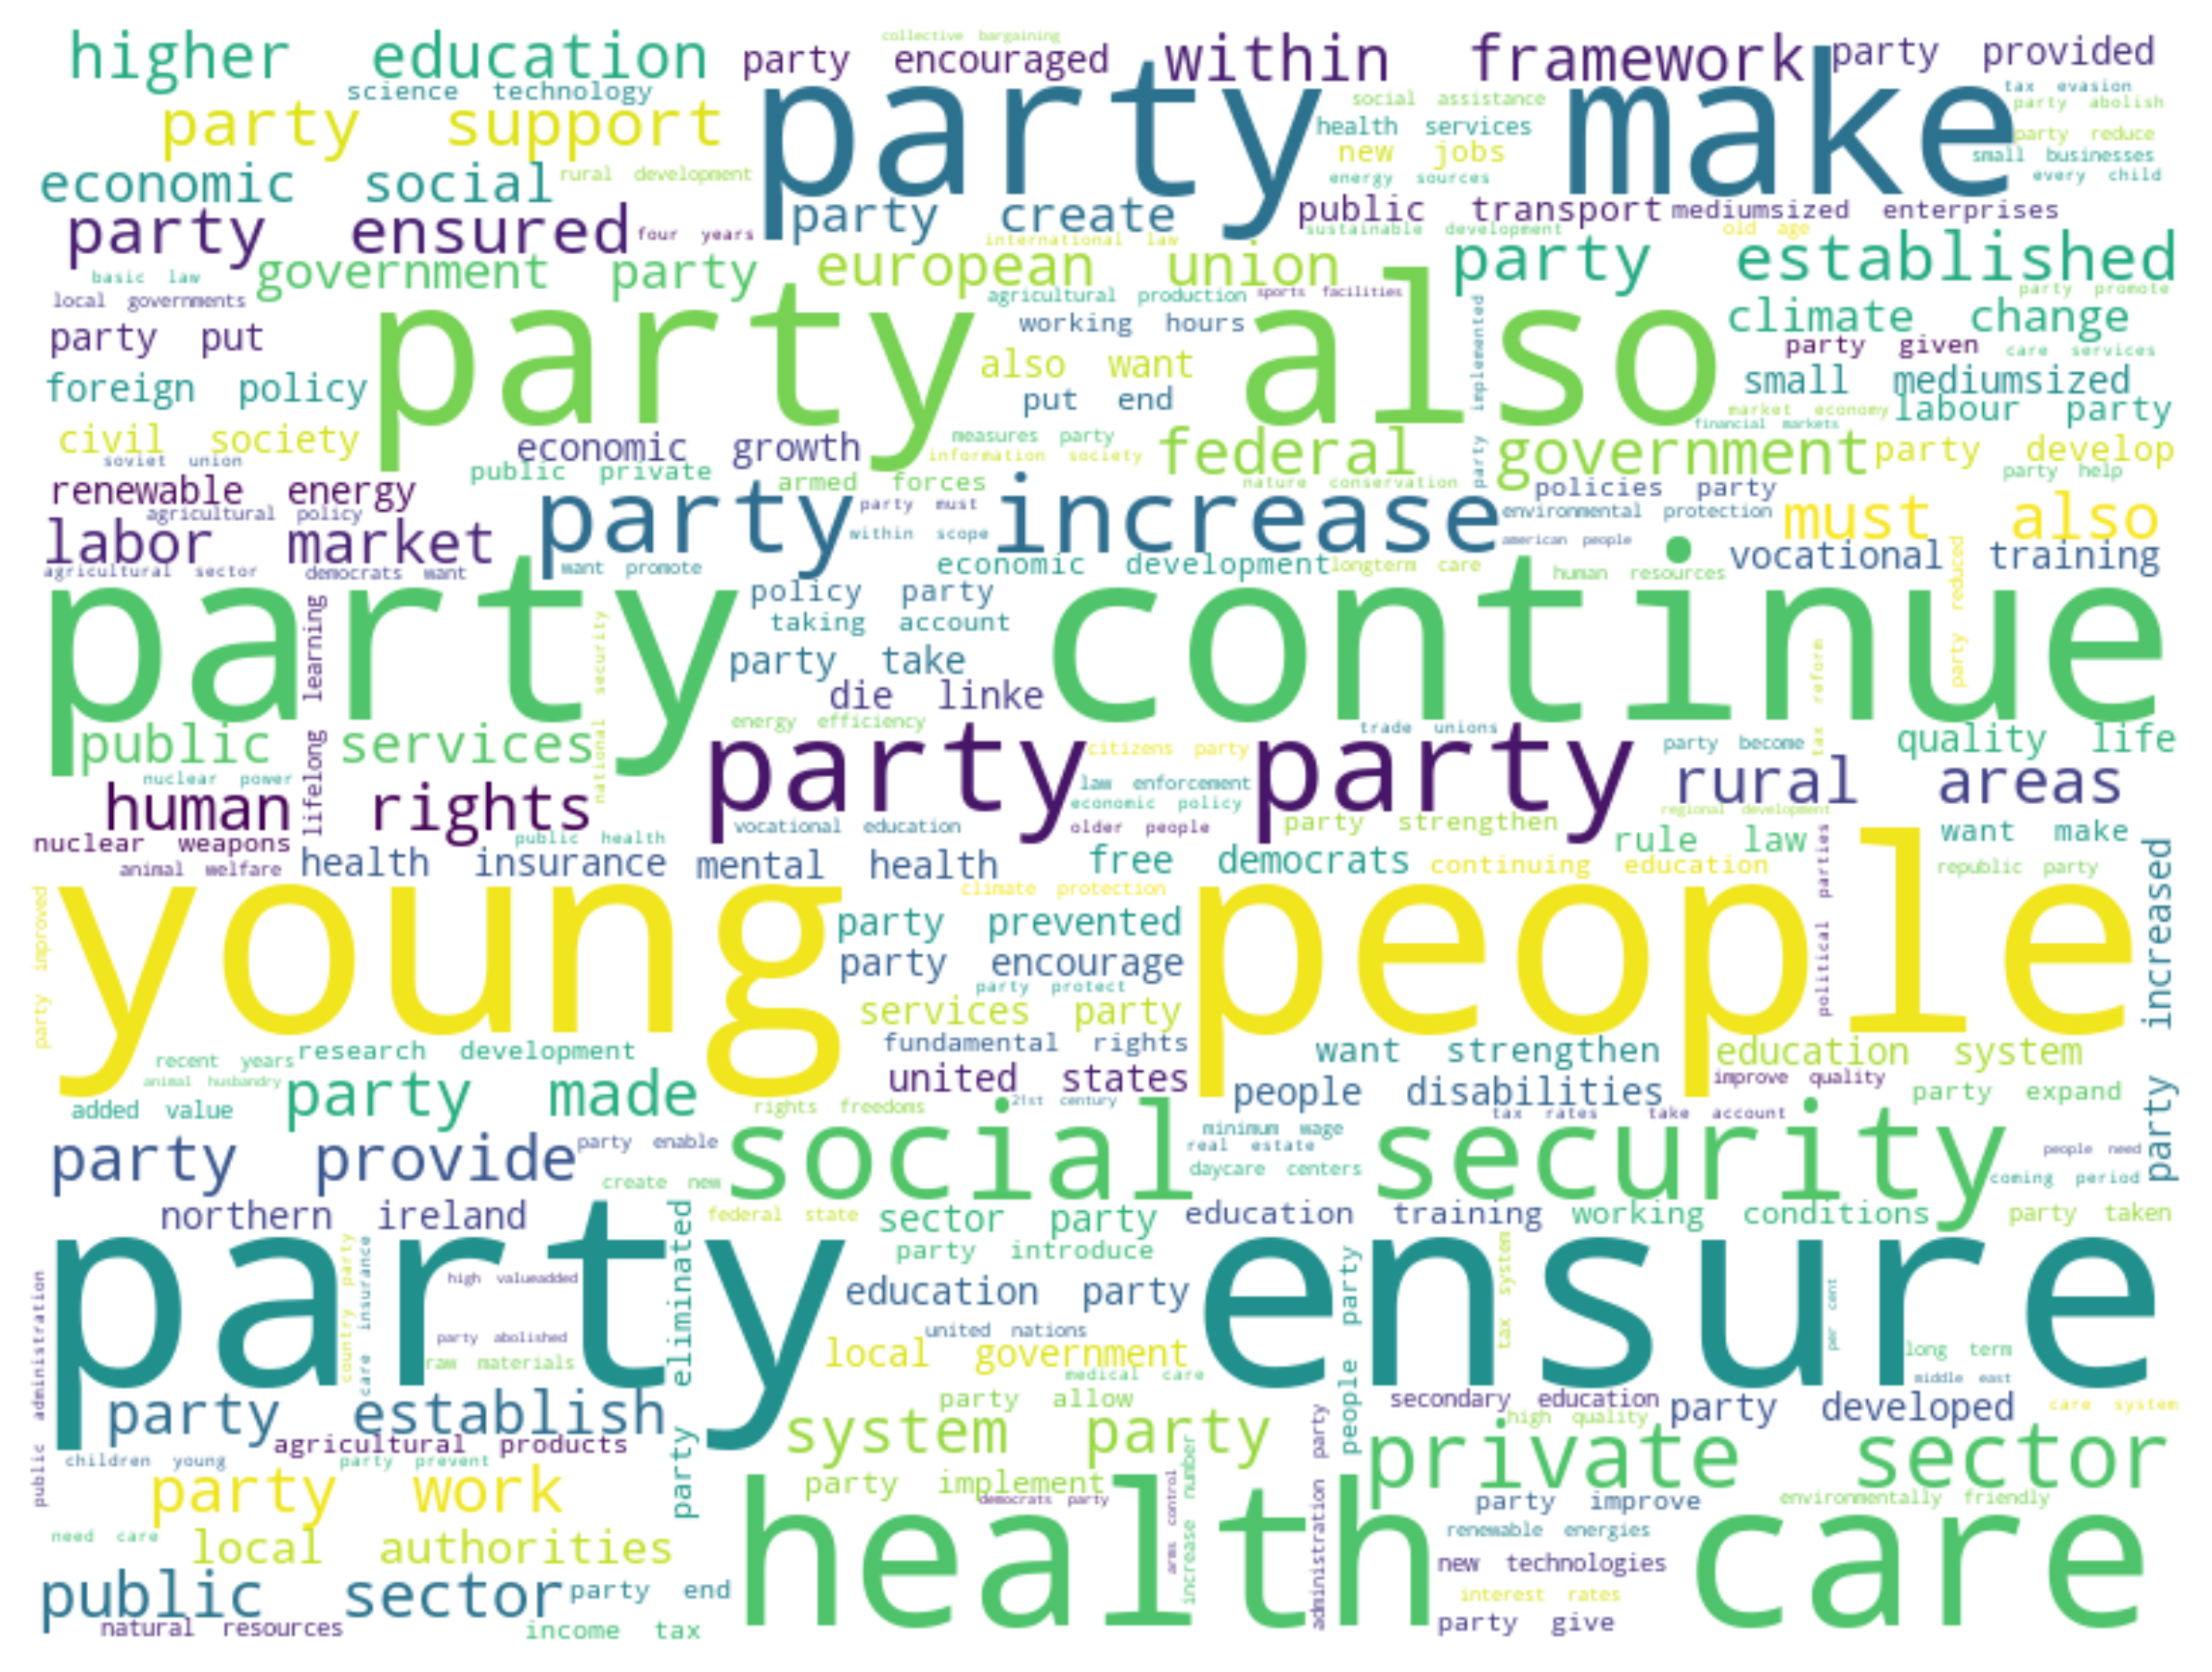 collective bargaining
higher education
party encouraged
within framework
party provided
science technology
tax evasion
party make
social assistance
party abolish
party support
health services
party reduce
new jobs
small businesses
economic social
rural development
energy sources
every child
party create
public transport
mediumsized enterprises
party ensured
four years
international law
sustainable development
old age
basic law
government party
european union
party established
local governments
agricultural production
sports facilities
party promote
party also
party put
working hours
climate change
party given
care services
also want
party implemented
foreign policy
small mediumsized
put end
market economy
labour party
financial markets
civil society
economic growth
measures party
information society
federal government
party develop
soviet union
public private
party help
renewable energy
armed forces
nature conservation
policies party
agricultural policy
party increase
party must
environmental protection
must also
labor market
within scope
american people
agricultural sector
democrats want
want promote
economic development
longterm care
human resources
vocational training
party continue
policy party
taking account
lifelong learning
national security
party reduced
party take
tax reform
die linke
energy efficiency
trade unions
public services
party party
citizens party
party become
quality life
nuclear power
law enforcement
rural areas
human rights
economic policy
regional development
vocational education
older people
party strengthen
nuclear weapons
public health
rule law
want make
animal welfare
health insurance
mental health
free democrats
continuing education
republic party
young people
climate protection
political parties
party improved
party prevented
party increased
party encourage
party protect
services party
recent years
research development
fundamental rights
want strengthen
education system
animal husbandry
party made
united states
people disabilities
improve quality
party expand
added value
rights freedoms
21st century
tax rates
take account
social security
minimum wage
party provide
party enable
real estate
people need
daycare centers
create new
coming period
northern ireland
federal state
sector party
education training
working conditions
party taken
party ensure
party introduce
party eliminated
country party
care insurance
high valueadded
people party
tax system
per cent
public administration
education party
united nations
party abolished
raw materials
local government
long term
medical care
middle east
party allow
secondary education
party developed
care system
party establish
high quality
agricultural products
system party
private sector
children young
party prevent
party work
party implement
democrats party
arms control
increase number
administration party
party improve
environmentally friendly
health care
need care
local authorities
renewable energies
new technologies
public sector
party end
interest rates
natural resources
income tax
party give